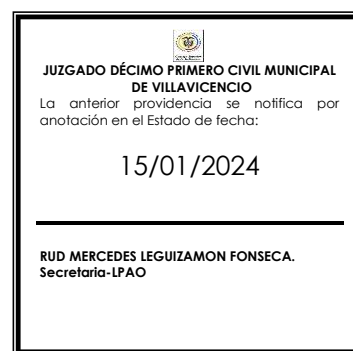 JUZGADO DÉCIMO PRIMERO CIVIL MUNICIPAL
DE VILLAVICENCIO
La anterior providencia se notifica por
anotación en el Estado de fecha:
15/01/2024
RUD MERCEDES LEGUIZAMON FONSECA.
Secretaria-LPAO